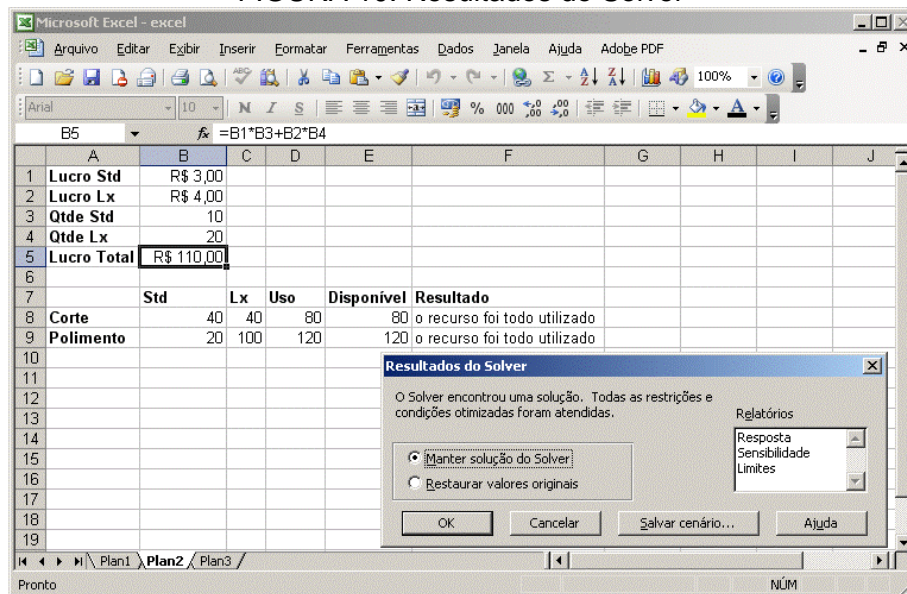 FIGURA 10: Resultados do Solver
Microsoft Excel - excel
Arquivo Editar Exibir Inserir Formatar Ferramentas Dados Janela Ajuda Adobe PDF
100%
Arial 10 N I S % 000
B5 fx =B1*B3+B2*B4
A B C D E F G H I J
1 Lucro Std R$ 3,00
2 Lucro Lx R$ 4,00
3 Qtde Std 10
4 Qtde Lx 20
5 Lucro Total R$ 110,00
6
7 Std Lx Uso Disponível Resultado
8 Corte 40 40 80 80 o recurso foi todo utilizado
9 Polimento 20 100 120 120 o recurso foi todo utilizado
10
11
12
13
14
15
16
17
18
19
Resultados do Solver
O Solver encontrou uma solução. Todas as restrições e
condições otimizadas foram atendidas.
Relatórios
Resposta
Sensibilidade
Limites
Manter solução do Solver
Restaurar valores originais
OK Cancelar Salvar cenário... Ajuda
Plan1 Plan2 Plan3
Pronto NÚM